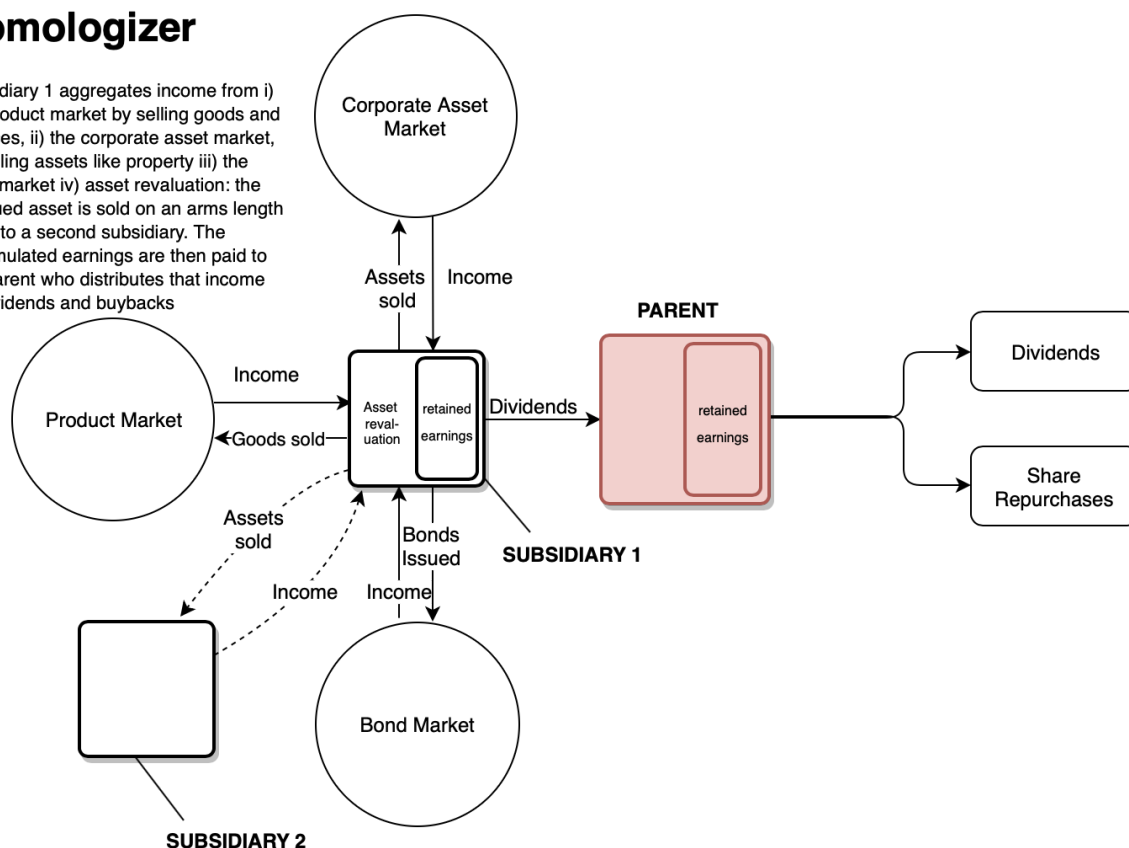 omologizer
diary 1 aggregates income from i)
oduct market by selling goods and
es, ii) the corporate asset market,
ling assets like property iii) the
market iv) asset revaluation: the
ued asset is sold on an arms length
to a second subsidiary. The
mulated earnings are then paid to
arent who distributes that income
idends and buybacks
Corporate Asset
Market
Assets
sold
Income
PARENT
Dividends
Income
Product Market
Goods sold
Asset
reval-
uation
retained
earnings
Dividends
retained
earnings
Share
Repurchases
Assets
sold
Income
Income
Bonds
Issued
SUBSIDIARY 1
Bond Market
SUBSIDIARY 2